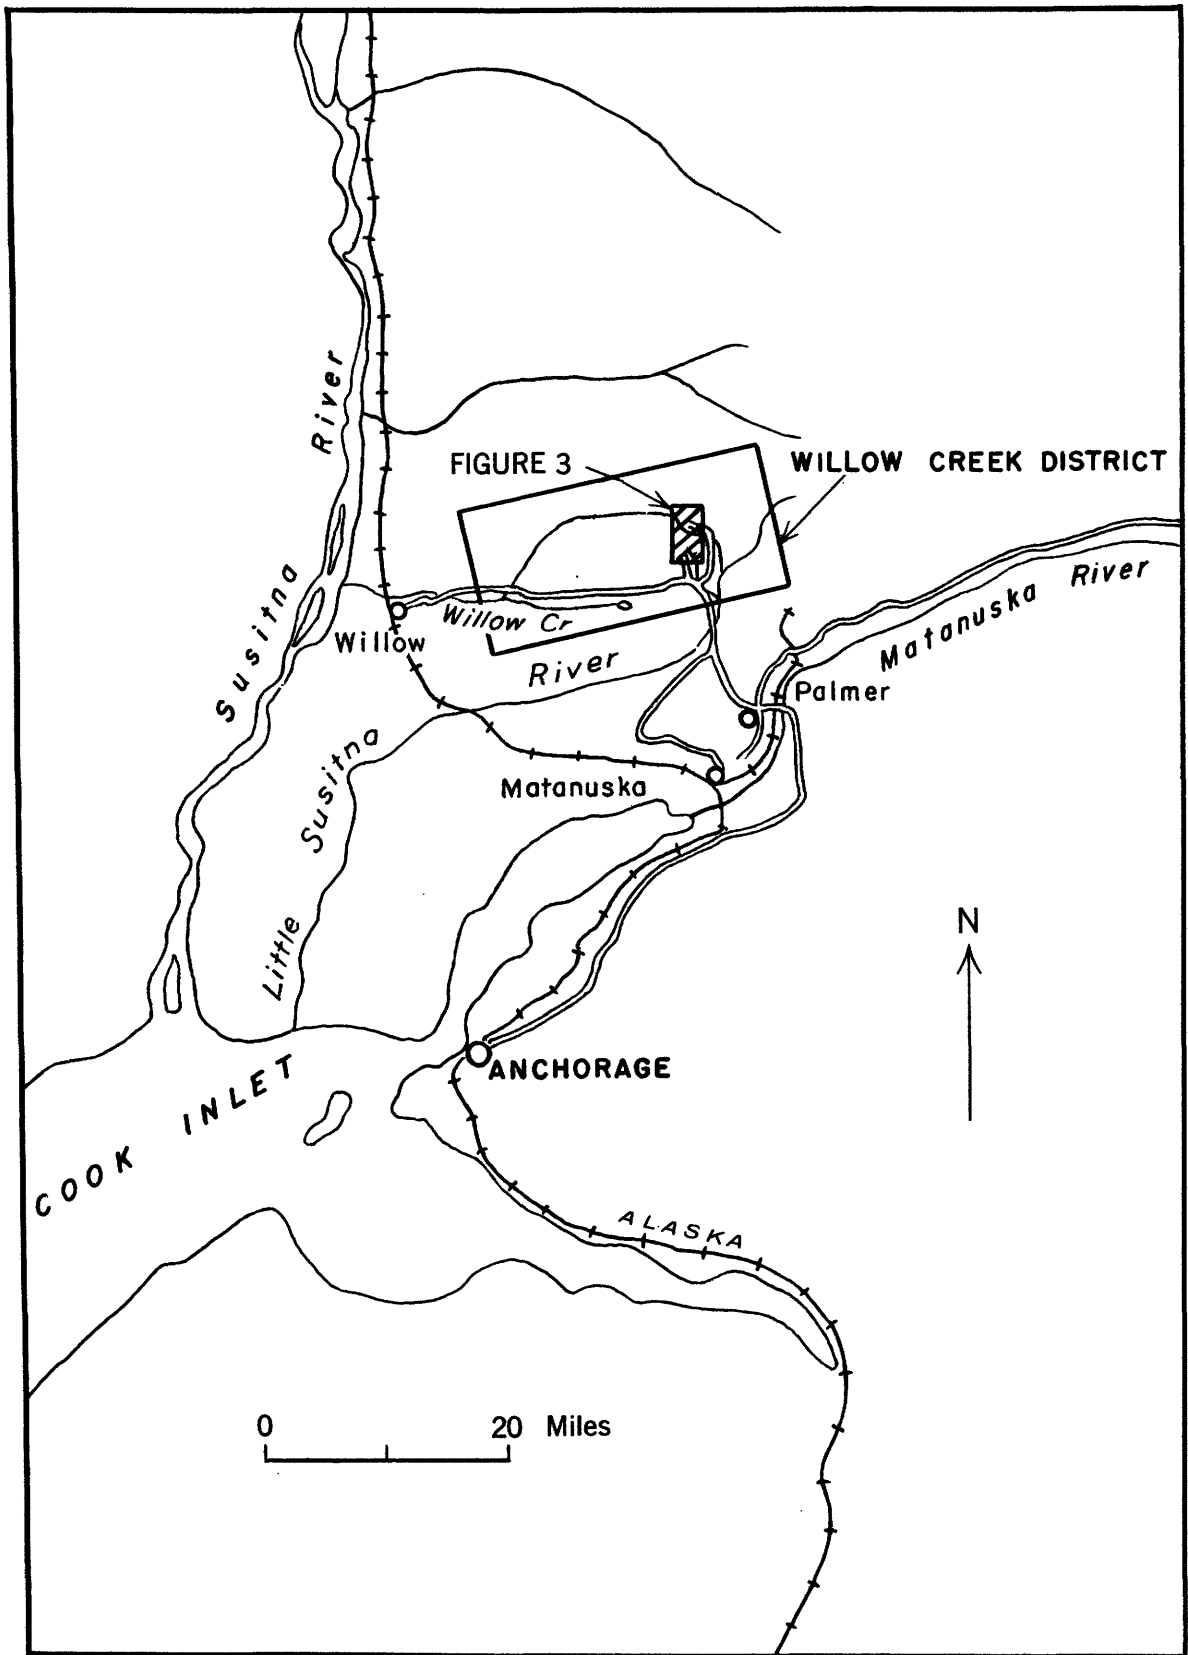 River
Susitna
FIGURE 3
WILLOW CREEK DISTRICT
Willow Cr
Willow
River
Matanuska River
Palmer
Susitna
Little
Matanuska
N
ANCHORAGE
COOK INLET
ALASKA
0 20 Miles